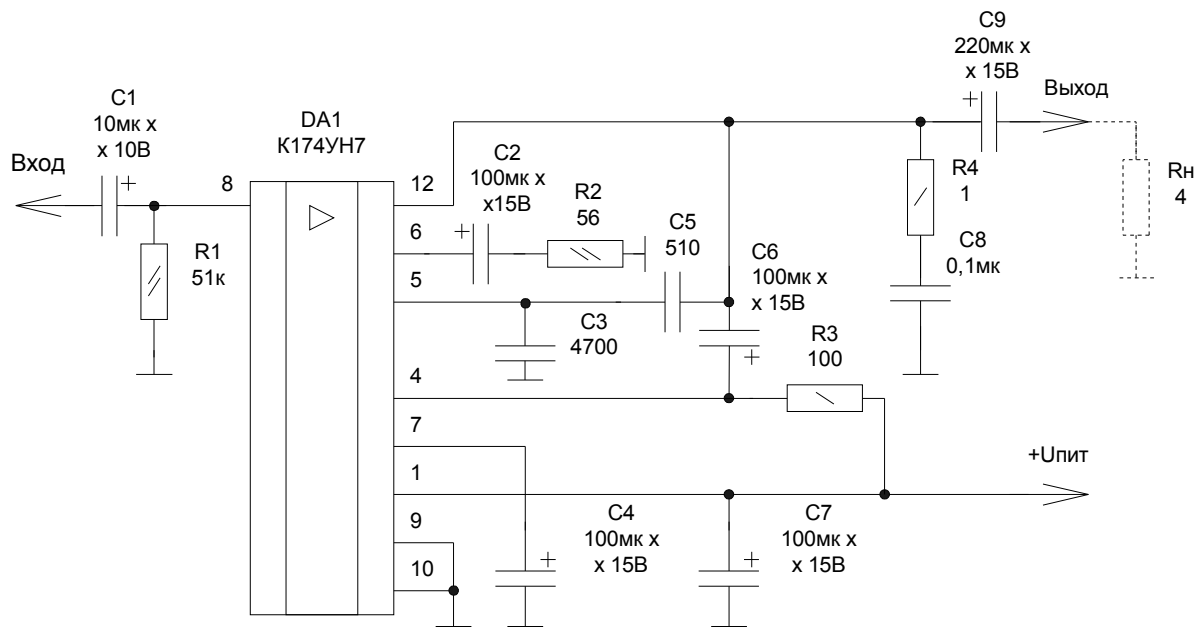 C9
220мк х
х 15В
Выход
C1
10мк х
х 10В
DA1
К174УН7
Вход
8
12
C2
100мк х
х15В
R2
56
C5
510
R4
1
Rн
4
6
R1
51к
5
C6
100мк х
х 15В
C8
0,1мк
C3
4700
R3
100
4
7
+Uпит
1
C4
100мк х
х 15В
C7
100мк х
х 15В
9
10
+
+
+
+
+
+